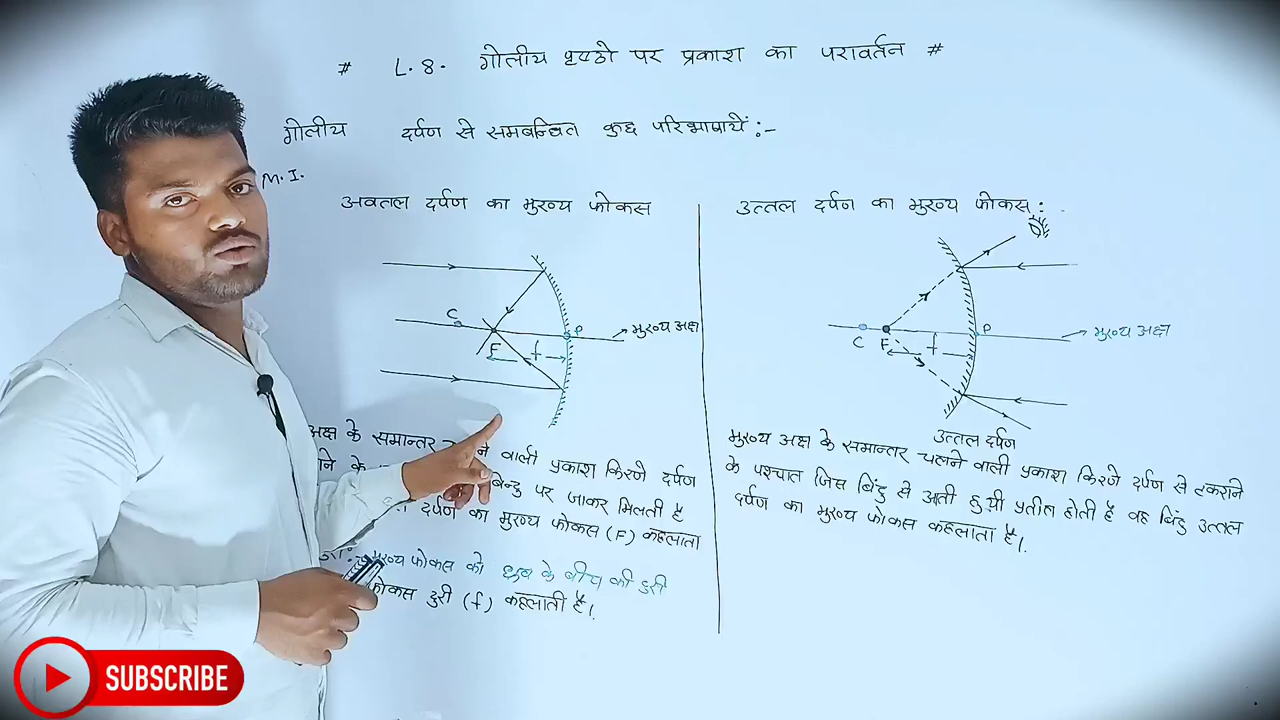 # L.8. गोलीय पृष्ठो पर प्रकाश का परावर्तन #
गोलीय दर्पण से समबन्धित कुछ परिभाषायें :-
M.I.
अवतल दर्पण का मुख्य फोकस
C
F
f
P
मुख्य अक्ष
अक्ष के समान्तर ने वाली प्रकाश किरणे दर्पण
ने के बिन्दु पर जाकर मिलती है
दर्पण का मुख्य फोकस (F) कहलाता
मुख्य फोकस को ध्रुव के बीच की दुरी
फोकस दुरी (f) कहलाती है।
उत्तल दर्पण का मुख्य फोकस :
C
F
f
P
मुख्य अक्ष
उत्तल दर्पण
मुख्य अक्ष के समान्तर चलने वाली प्रकाश किरणे दर्पण से टकराने
के पश्चात जिस बिंदु से आती हुयी प्रतीत होती है वह बिंदु उत्तल
दर्पण का मुख्य फोकस कहलाता है।
SUBSCRIBE